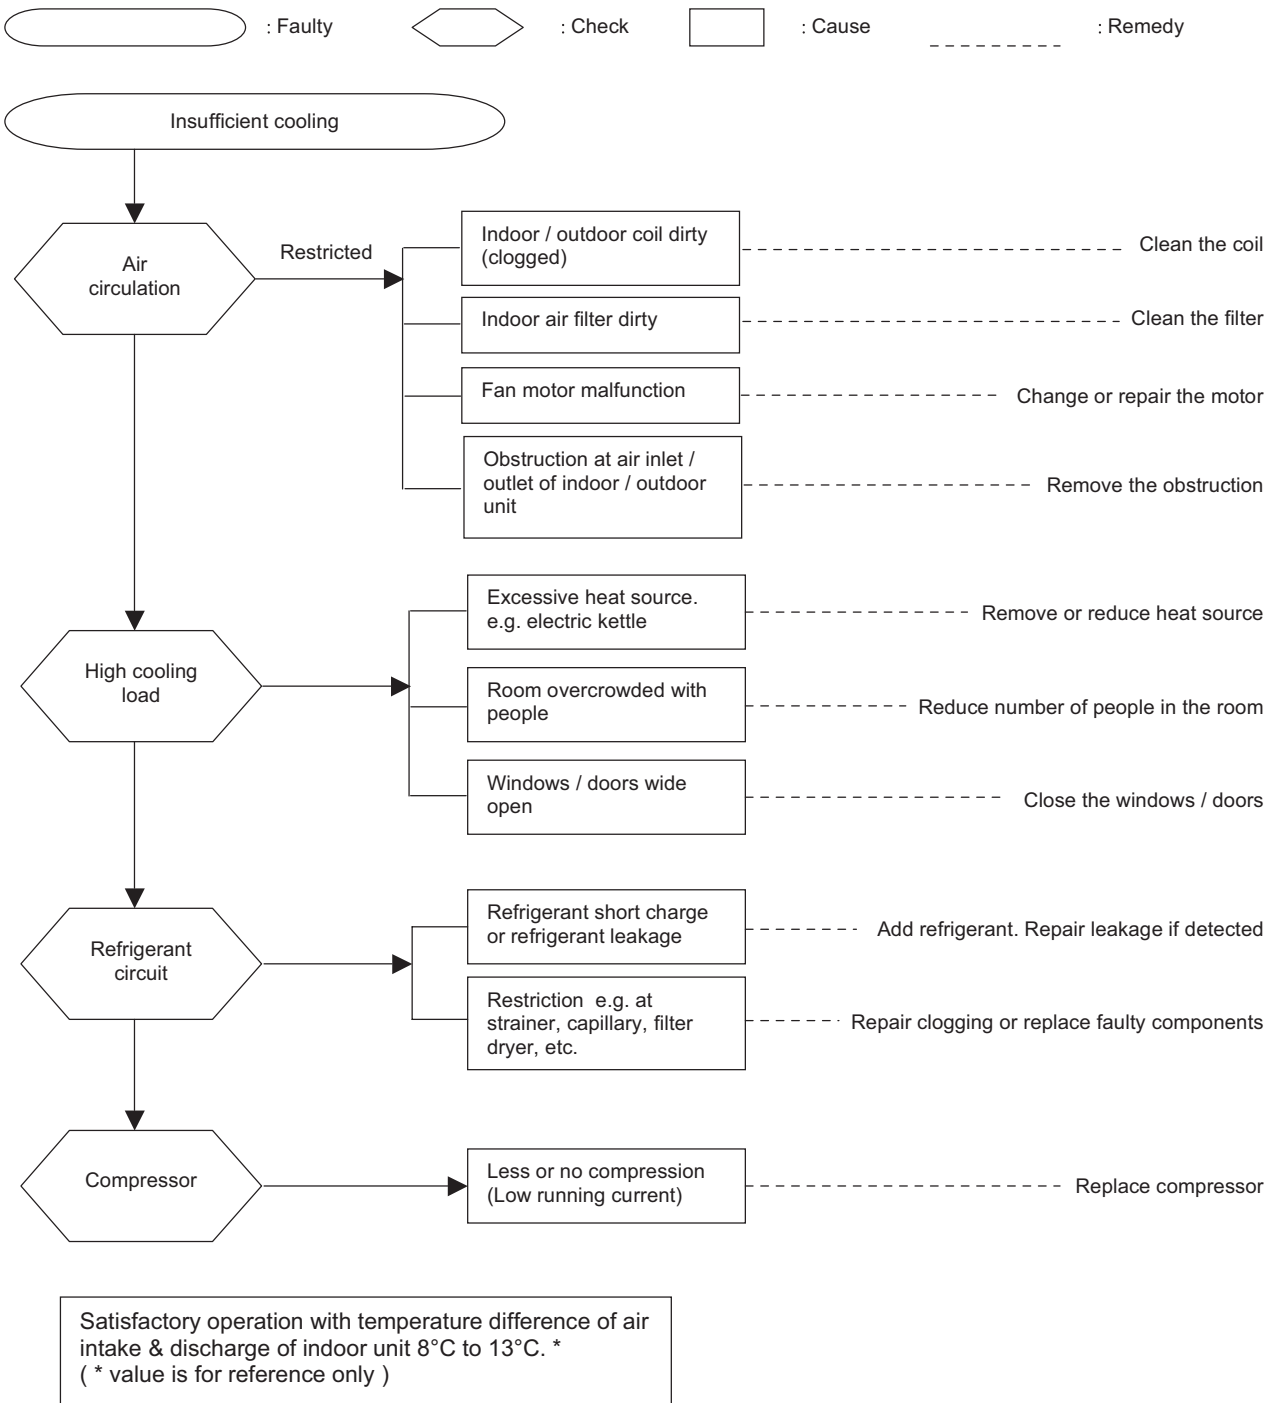 : Faulty
: Check
: Cause
: Remedy
Insufficient cooling
Air
circulation
Restricted
Indoor / outdoor coil dirty
(clogged)
Clean the coil
Indoor air filter dirty
Clean the filter
Fan motor malfunction
Change or repair the motor
Obstruction at air inlet /
outlet of indoor / outdoor
unit
Remove the obstruction
High cooling
load
Excessive heat source.
e.g. electric kettle
Remove or reduce heat source
Room overcrowded with
people
Reduce number of people in the room
Windows / doors wide
open
Close the windows / doors
Refrigerant
circuit
Refrigerant short charge
or refrigerant leakage
Add refrigerant. Repair leakage if detected
Restriction e.g. at
strainer, capillary, filter
dryer, etc.
Repair clogging or replace faulty components
Compressor
Less or no compression
(Low running current)
Replace compressor
Satisfactory operation with temperature difference of air
intake & discharge of indoor unit 8°C to 13°C. *
( * value is for reference only )